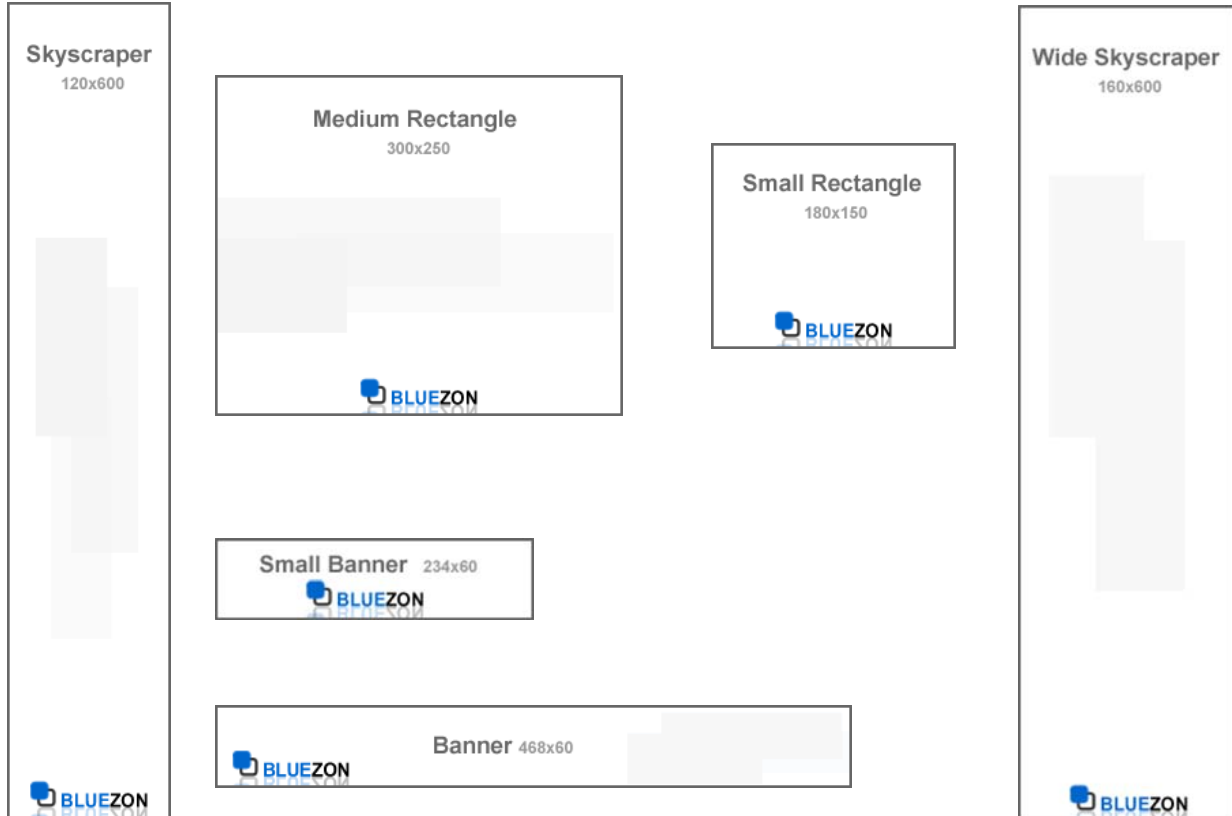 Skyscraper
120x600
BLUEZON
Medium Rectangle
300x250
BLUEZON
Small Rectangle
180x150
BLUEZON
Small Banner 234x60
BLUEZON
Banner 468x60
BLUEZON
Wide Skyscraper
160x600
BLUEZON